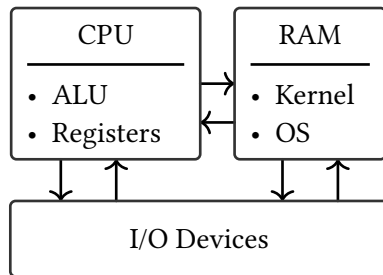 CPU
• ALU
• Registers
RAM
• Kernel
• OS
I/O Devices